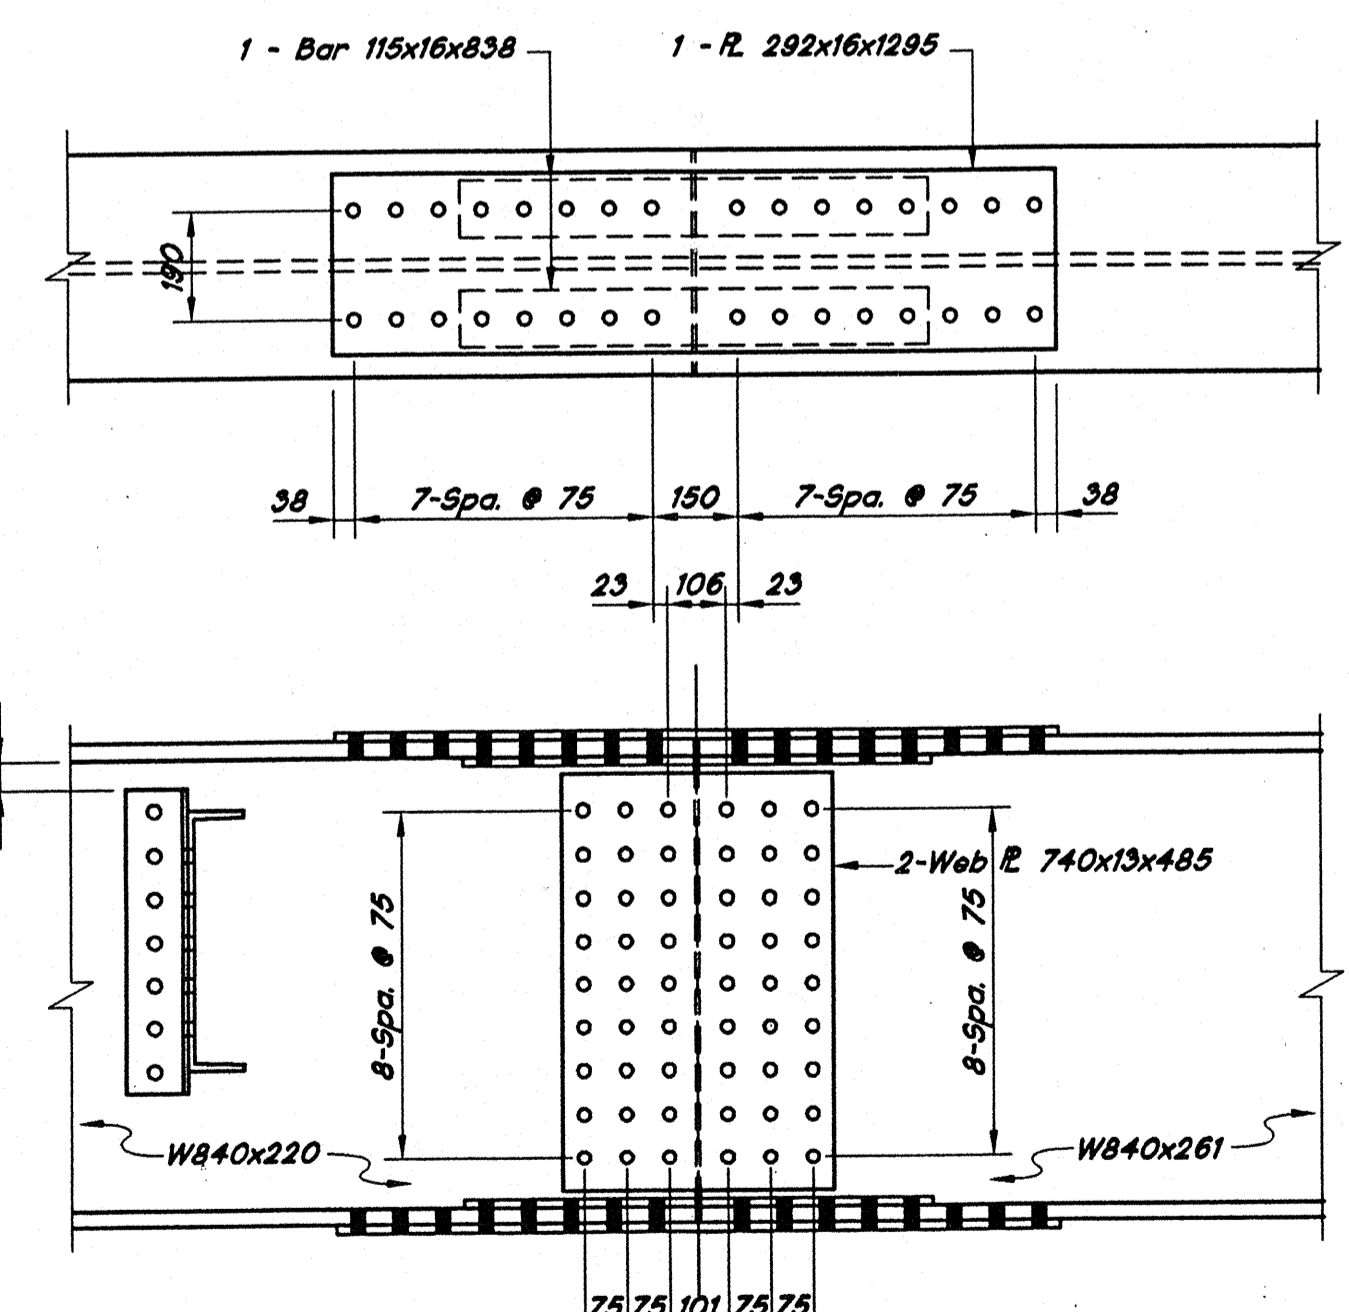 1 - Bar 115x16x838
1 - PL 292x16x1295
190
38
7-Spa. @ 75
150
7-Spa. @ 75
38
23
106
23
2-Web PL 740x13x485
8-Spa. @ 75
8-Spa. @ 75
W840x220
W840x261
75
75
101
75
75